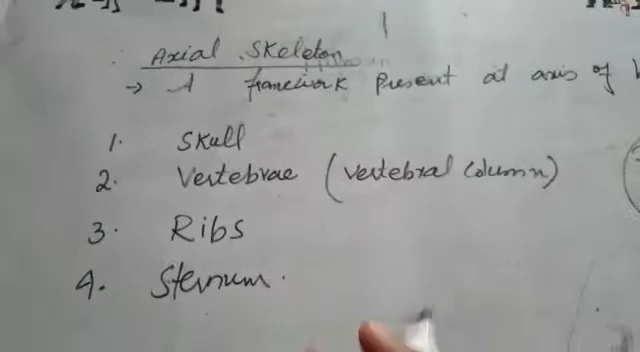 Axial Skeleton
→ A framework Present at axis of
1. Skull
2. Vertebrae (Vertebral Column)
3. Ribs
4. Sternum.